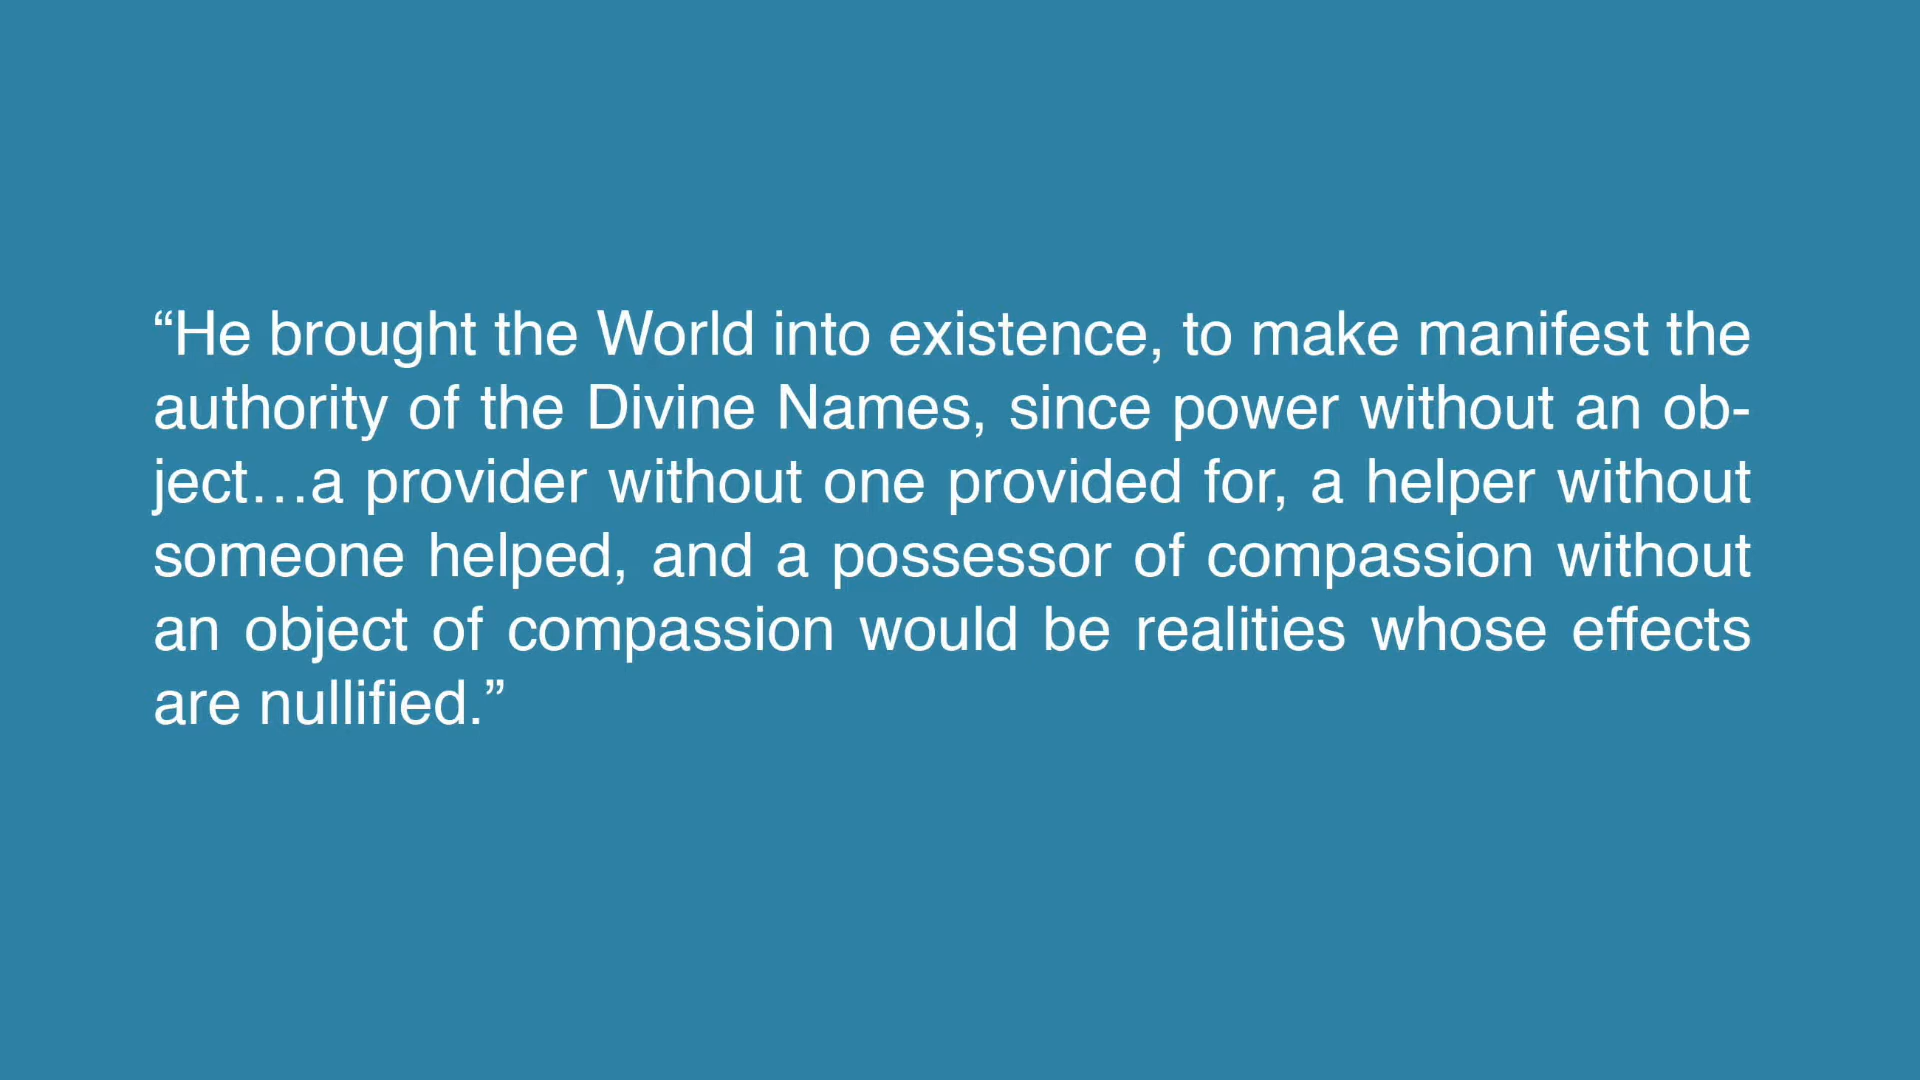 “He brought the World into existence, to make manifest the
authority of the Divine Names, since power without an ob-
ject…a provider without one provided for, a helper without
someone helped, and a possessor of compassion without
an object of compassion would be realities whose effects
are nullified.”